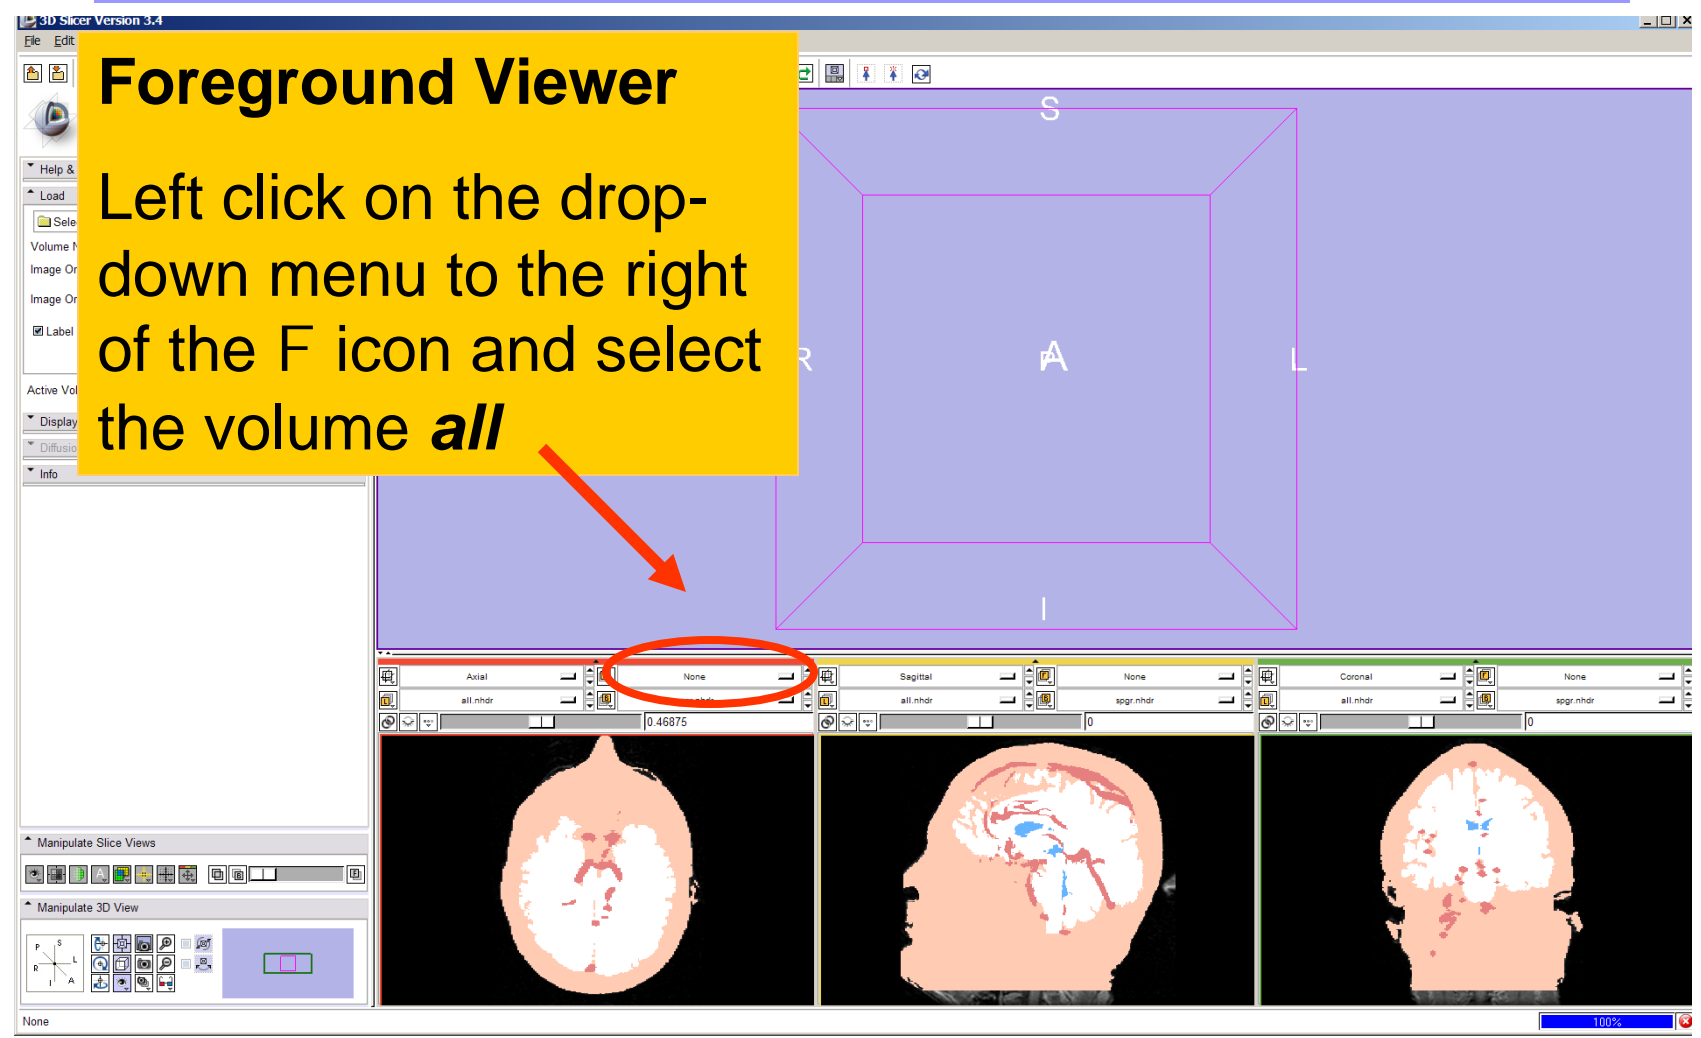 3D Slicer Version 3.4
File Edit
Foreground Viewer
Left click on the drop-
down menu to the right
of the F icon and select
the volume all
Help &
Load
Sele
Volume N
Image Or
Image Or
Label
Active Vol
Display
Diffusio
Info
S
R
A
P
L
I
Axial
F
None
Sagittal
F
None
Coronal
F
None
L
all.nhdr
B
L
all.nhdr
B
spgr.nhdr
L
all.nhdr
B
spgr.nhdr
0.46875
0
0
Manipulate Slice Views
A
B
F
Manipulate 3D View
P S
R L
I A
None
100%